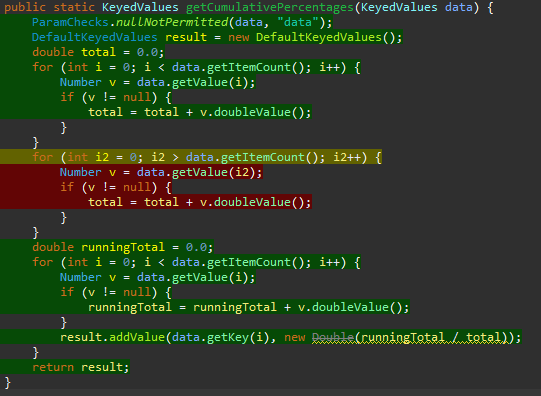 public static KeyedValues getCumulativePercentages(KeyedValues data) {
    ParamChecks.nullNotPermitted(data, "data");
    DefaultKeyedValues result = new DefaultKeyedValues();
    double total = 0.0;
    for (int i = 0; i < data.getItemCount(); i++) {
        Number v = data.getValue(i);
        if (v != null) {
            total = total + v.doubleValue();
        }
    }
    for (int i2 = 0; i2 > data.getItemCount(); i2++) {
        Number v = data.getValue(i2);
        if (v != null) {
            total = total + v.doubleValue();
        }
    }
    double runningTotal = 0.0;
    for (int i = 0; i < data.getItemCount(); i++) {
        Number v = data.getValue(i);
        if (v != null) {
            runningTotal = runningTotal + v.doubleValue();
        }
        result.addValue(data.getKey(i), new Double(runningTotal / total));
    }
    return result;
}